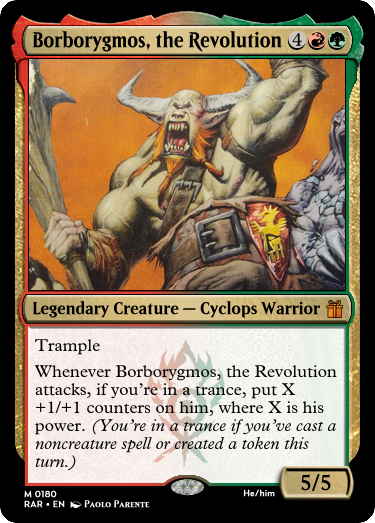 Borborygmos, the Revolution 4
Legendary Creature — Cyclops Warrior
Trample
Whenever Borborygmos, the Revolution
attacks, if you're in a trance, put X
+1/+1 counters on him, where X is his
power. (You're in a trance if you've cast a
noncreature spell or created a token this
turn.)
5/5
M 0180
He/him
RAR • EN Paolo Parente